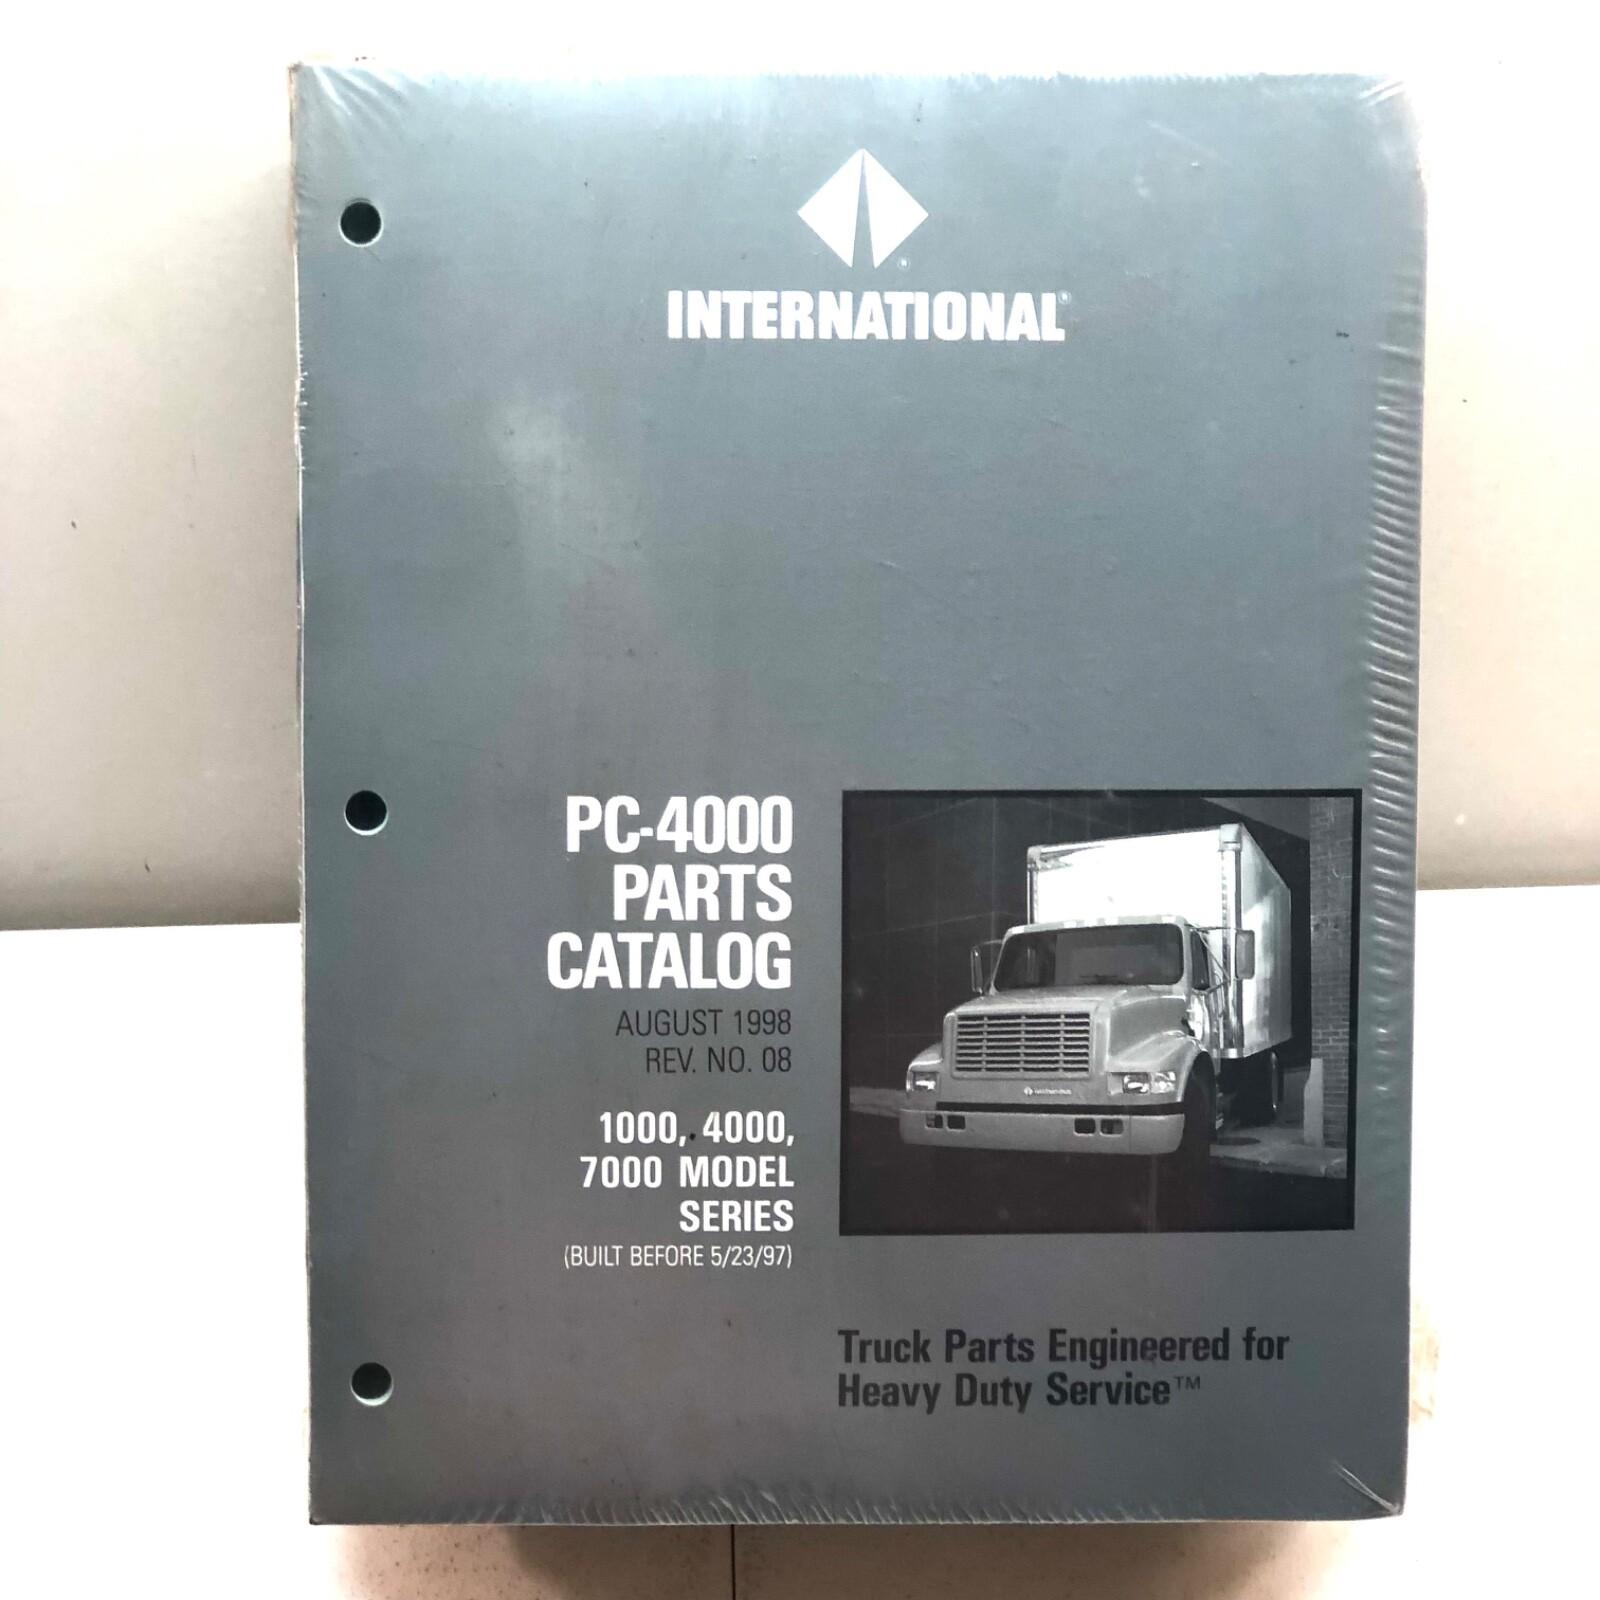 INTERNATIONAL®
PC-4000
PARTS
CATALOG
AUGUST 1998
REV. NO. 08
1000, 4000,
7000 MODEL
SERIES
(BUILT BEFORE 5/23/97)
INTERNATIONAL
Truck Parts Engineered for
Heavy Duty Service™